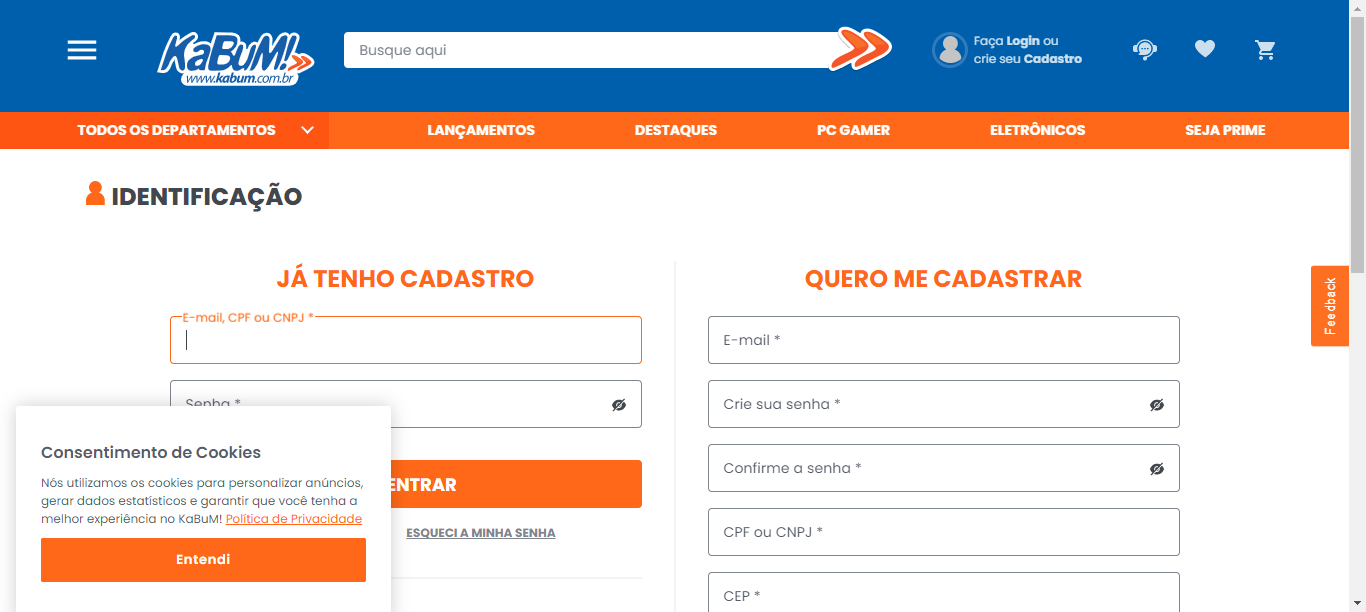 KaBuM!
www.kabum.com.br
Busque aqui
Faça Login ou
crie seu Cadastro
TODOS OS DEPARTAMENTOS
LANÇAMENTOS
DESTAQUES
PC GAMER
ELETRÔNICOS
SEJA PRIME
IDENTIFICAÇÃO
JÁ TENHO CADASTRO
E-mail, CPF ou CNPJ *
Senha *
ENTRAR
ESQUECI A MINHA SENHA
QUERO ME CADASTRAR
E-mail *
Crie sua senha *
Confirme a senha *
CPF ou CNPJ *
CEP *
Feedback
Consentimento de Cookies
Nós utilizamos os cookies para personalizar anúncios,
gerar dados estatísticos e garantir que você tenha a
melhor experiência no KaBuM! Política de Privacidade
Entendi